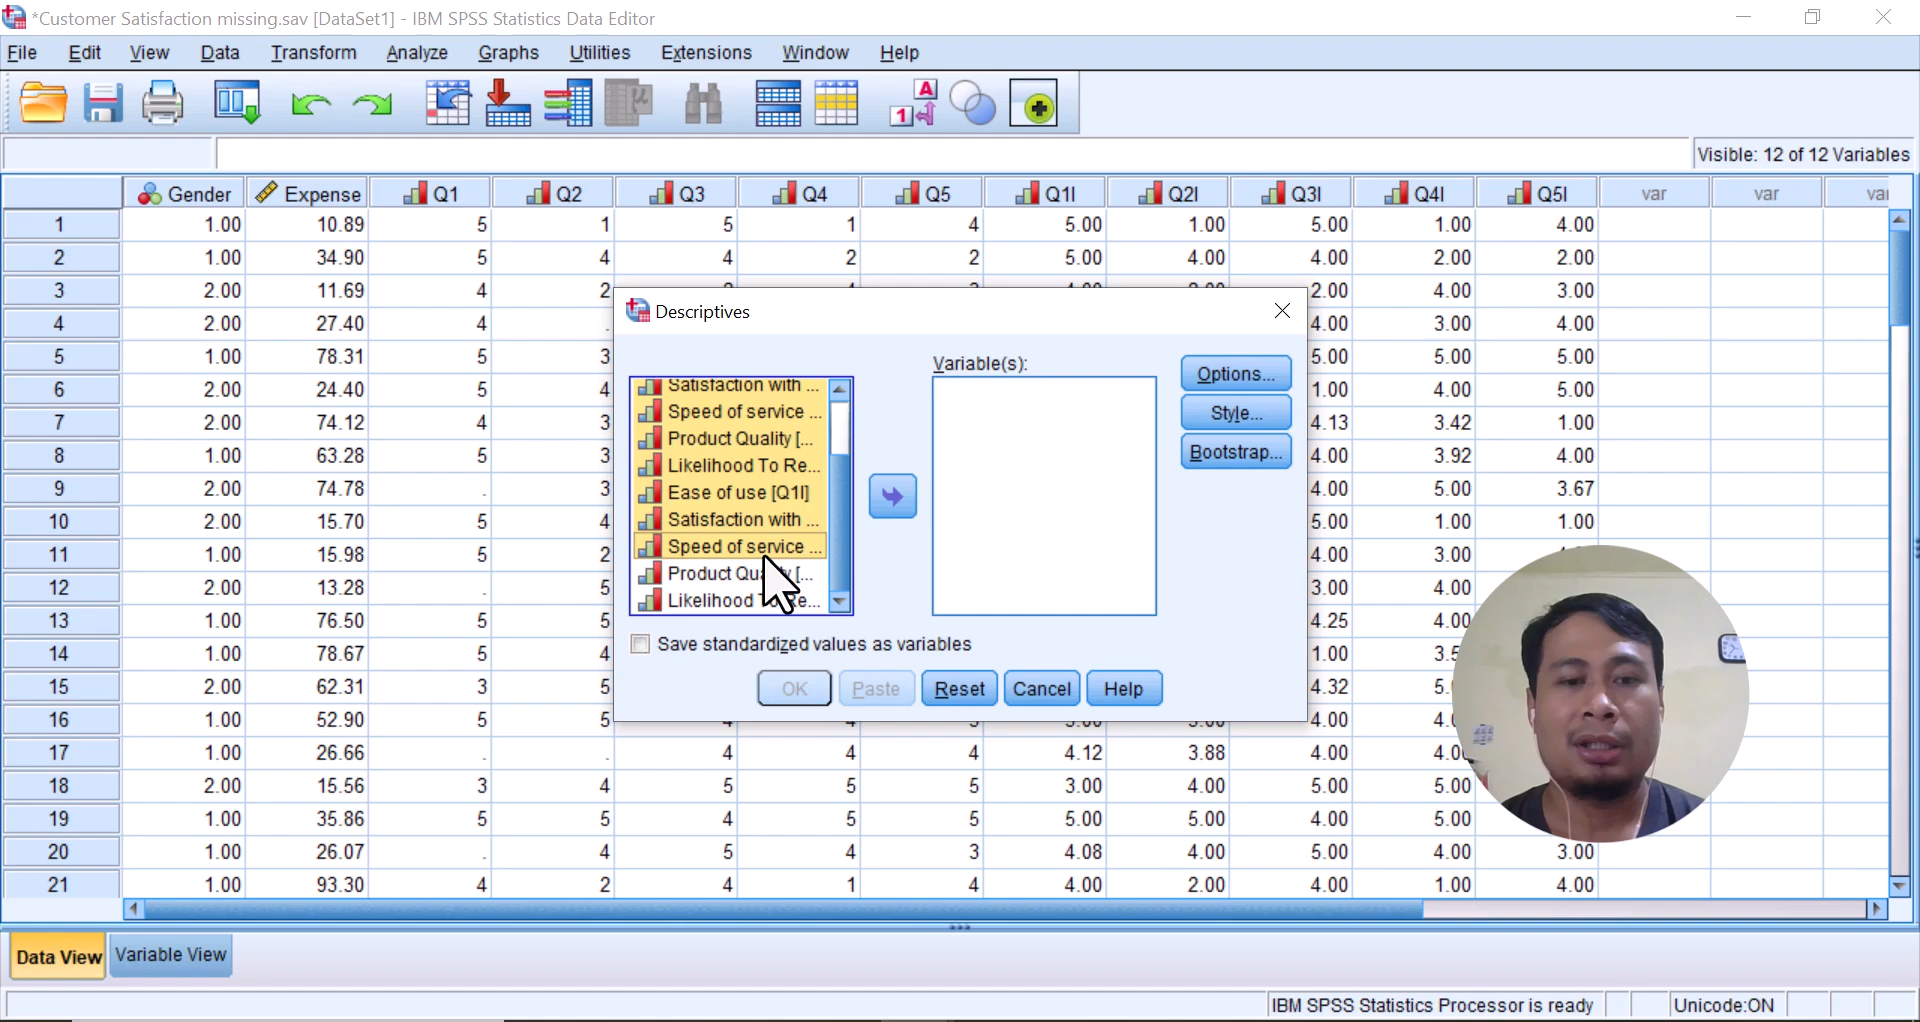 *Customer Satisfaction missing.sav [DataSet1] - IBM SPSS Statistics Data Editor
File Edit View Data Transform Analyze Graphs Utilities Extensions Window Help
Visible: 12 of 12 Variables
Gender Expense Q1 Q2 Q3 Q4 Q5 Q1I Q2I Q3I Q4I Q5I var var
1 1.00 10.89 5 1 5 1 4 5.00 1.00 5.00 1.00 4.00
2 1.00 34.90 5 4 4 2 2 5.00 4.00 4.00 2.00 2.00
3 2.00 11.69 4 2 2.00 4.00 3.00
4 2.00 27.40 4 . 4.00 3.00 4.00
5 1.00 78.31 5 3 5.00 5.00 5.00
6 2.00 24.40 5 4 1.00 4.00 5.00
7 2.00 74.12 4 3 4.13 3.42 1.00
8 1.00 63.28 5 3 4.00 3.92 4.00
9 2.00 74.78 . 3 4.00 5.00 3.67
10 2.00 15.70 5 4 5.00 1.00 1.00
11 1.00 15.98 5 2 4.00 3.00
12 2.00 13.28 . 5 3.00 4.00
13 1.00 76.50 5 5 4.25 4.00
14 1.00 78.67 5 4 1.00 3.5
15 2.00 62.31 3 5 4.32 5.
16 1.00 52.90 5 5 4.00 4.0
17 1.00 26.66 . . 4 4 4 4.12 3.88 4.00 4.00
18 2.00 15.56 3 4 5 5 5 3.00 4.00 5.00 5.00
19 1.00 35.86 5 5 4 5 5 5.00 5.00 4.00 5.00
20 1.00 26.07 . 4 5 4 3 4.08 4.00 5.00 4.00 3.00
21 1.00 93.30 4 2 4 1 4 4.00 2.00 4.00 1.00 4.00
Descriptives
Variable(s):
Satisfaction with ...
Speed of service ...
Product Quality [...
Likelihood To Re...
Ease of use [Q1I]
Satisfaction with ...
Speed of service ...
Product [...
Likelihood Re...
Options...
Style...
Bootstrap...
Save standardized values as variables
OK Paste Reset Cancel Help
Data View Variable View
IBM SPSS Statistics Processor is ready Unicode:ON